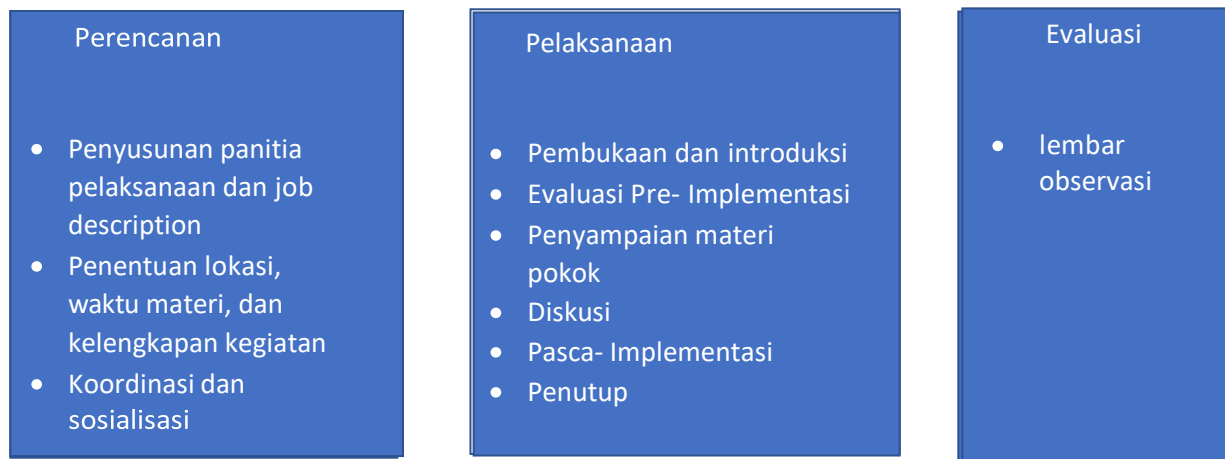 Perencanan
• Penyusunan panitia
pelaksanaan dan job
description
• Penentuan lokasi,
waktu materi, dan
kelengkapan kegiatan
• Koordinasi dan
sosialisasi
Pelaksanaan
• Pembukaan dan introduksi
• Evaluasi Pre- Implementasi
• Penyampaian materi
pokok
• Diskusi
• Pasca- Implementasi
• Penutup
Evaluasi
• lembar
observasi